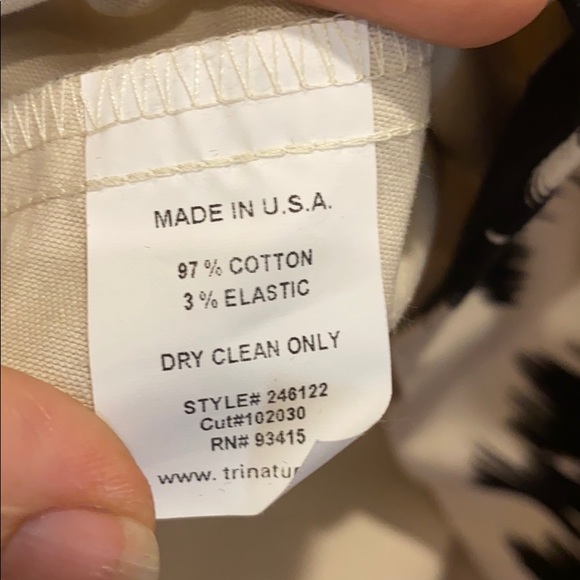 MADE IN U.S.A.
97 % COTTON
3 % ELASTIC
DRY CLEAN ONLY
STYLE# 246122
Cut#102030
RN# 93415
www. trinatur